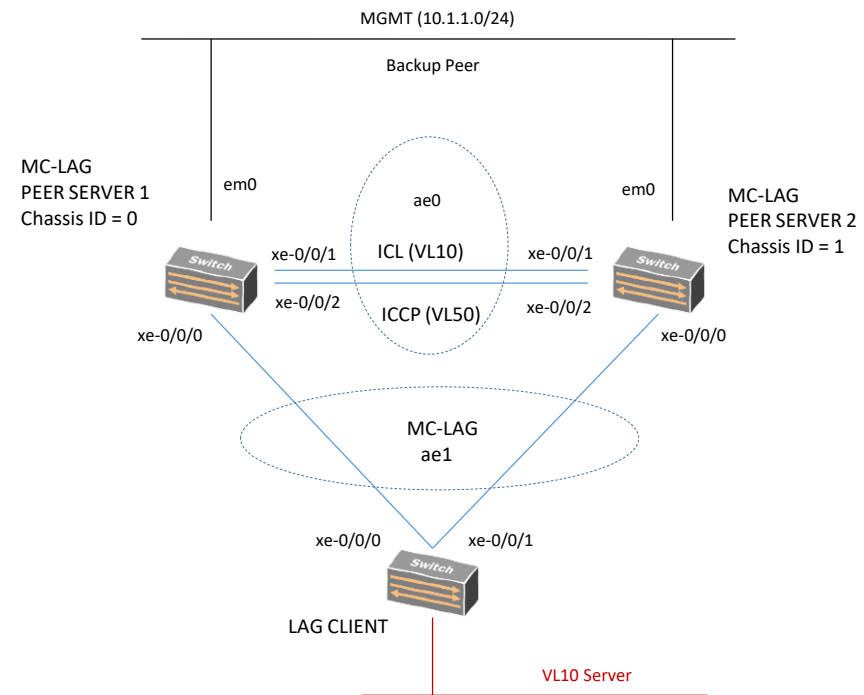 MGMT (10.1.1.0/24)
Backup Peer
MC-LAG
PEER SERVER 1
Chassis ID = 0
em0
ae0
em0
MC-LAG
PEER SERVER 2
Chassis ID = 1
Switch
xe-0/0/1
ICL (VL10)
xe-0/0/1
Switch
xe-0/0/2
ICCP (VL50)
xe-0/0/2
xe-0/0/0
xe-0/0/0
MC-LAG
ae1
xe-0/0/0
xe-0/0/1
Switch
LAG CLIENT
VL10 Server